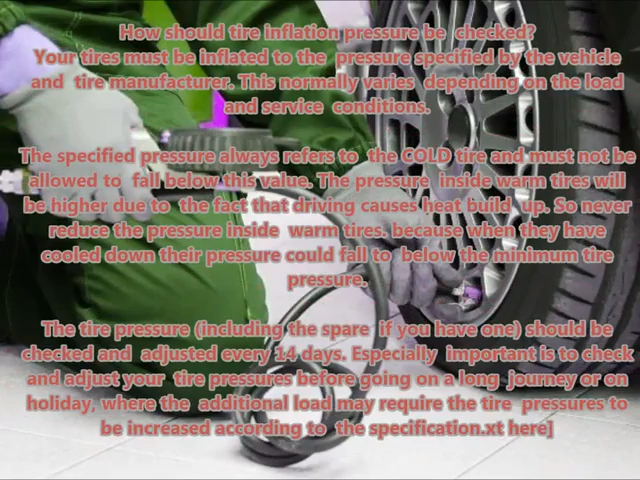 How should tire inflation pressure be checked?
Your tires must be inflated to the pressure specified by the vehicle
and tire manufacturer. This normally varies depending on the load
and service conditions.
The specified pressure always refers to the COLD tire and must not be
allowed to fall below this value. The pressure inside warm tires will
be higher due to the fact that driving causes heat build up. So never
reduce the pressure inside warm tires. because when they have
cooled down their pressure could fall to below the minimum tire
pressure.
The tire pressure (including the spare if you have one) should be
checked and adjusted every 14 days. Especially important is to check
and adjust your tire pressures before going on a long journey or on
holiday, where the additional load may require the tire pressures to
be increased according to the specification.xt here]